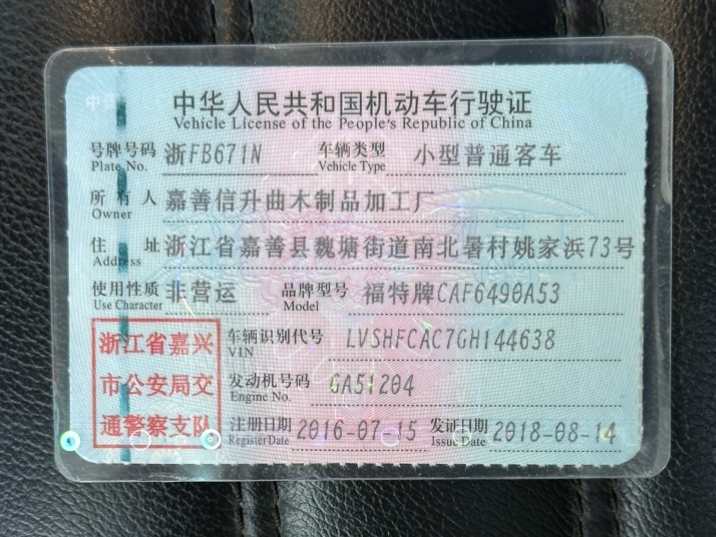 中华人民共和国机动车行驶证
Vehicle License of the People's Republic of China
号牌号码 浙FB671N 车辆类型 小型普通客车
Plate No. Vehicle Type
所有人 嘉善信升曲木制品加工厂
Owner
住址 浙江省嘉善县魏塘街道南北暑村姚家浜73号
Address
使用性质 非营运 品牌型号 福特牌CAF6490A53
Use Character Model
浙江省嘉兴
市公安局交
通警察支队
车辆识别代号 LVSHFCAC7GH144638
VIN
发动机号码 GA51204
Engine No.
注册日期 2016-07-15 发证日期 2018-08-14
Register Date Issue Date